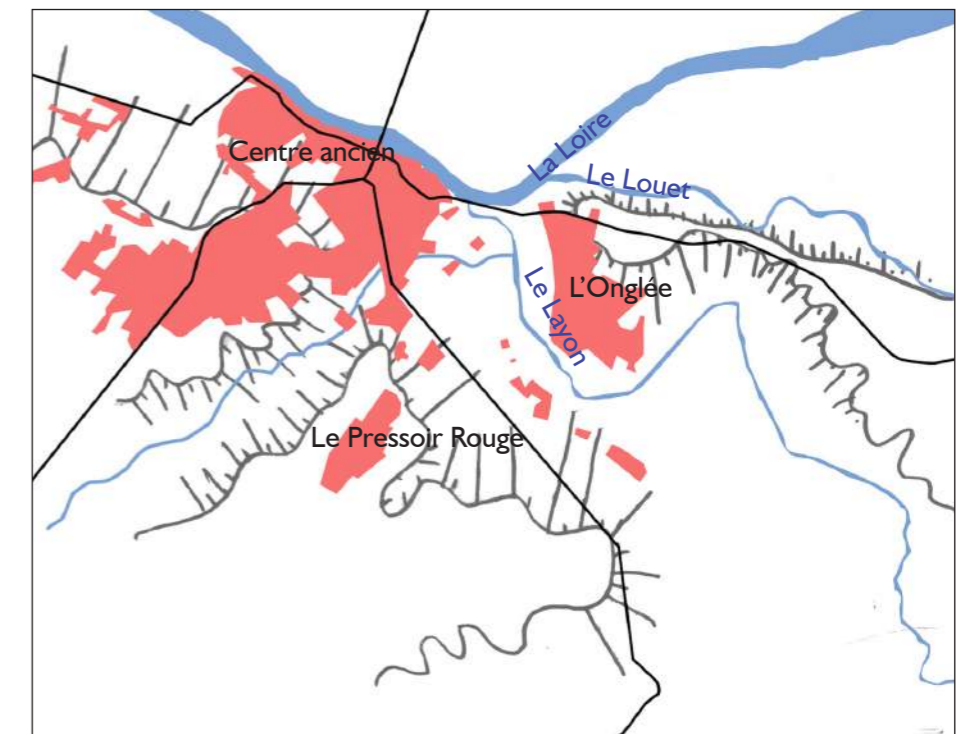 Centre ancien
La Loire
Le Louet
L'Onglée
Le Layon
Le Pressoir Rouge